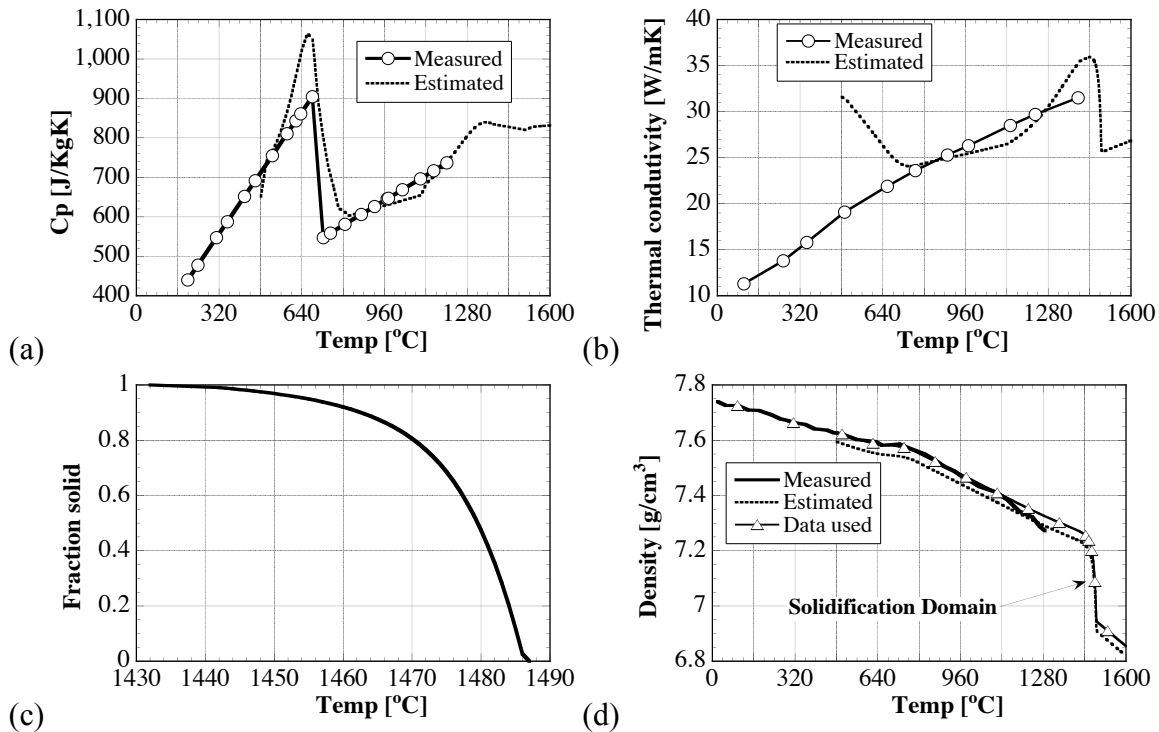 1,100
1,000
900
800
700
600
500
400
Cp [J/KgK]
Measured
Estimated
0 320 640 960 1280 1600
Temp [°C]
(a)
40
35
30
25
20
15
10
Thermal condutivity [W/mK]
Measured
Estimated
0 320 640 960 1280 1600
Temp [°C]
(b)
1
0.8
0.6
0.4
0.2
0
Fraction solid
1430 1440 1450 1460 1470 1480 1490
Temp [°C]
(c)
7.8
7.6
7.4
7.2
7
6.8
Density [g/cm³]
Measured
Estimated
Data used
Solidification Domain
0 320 640 960 1280 1600
Temp [°C]
(d)